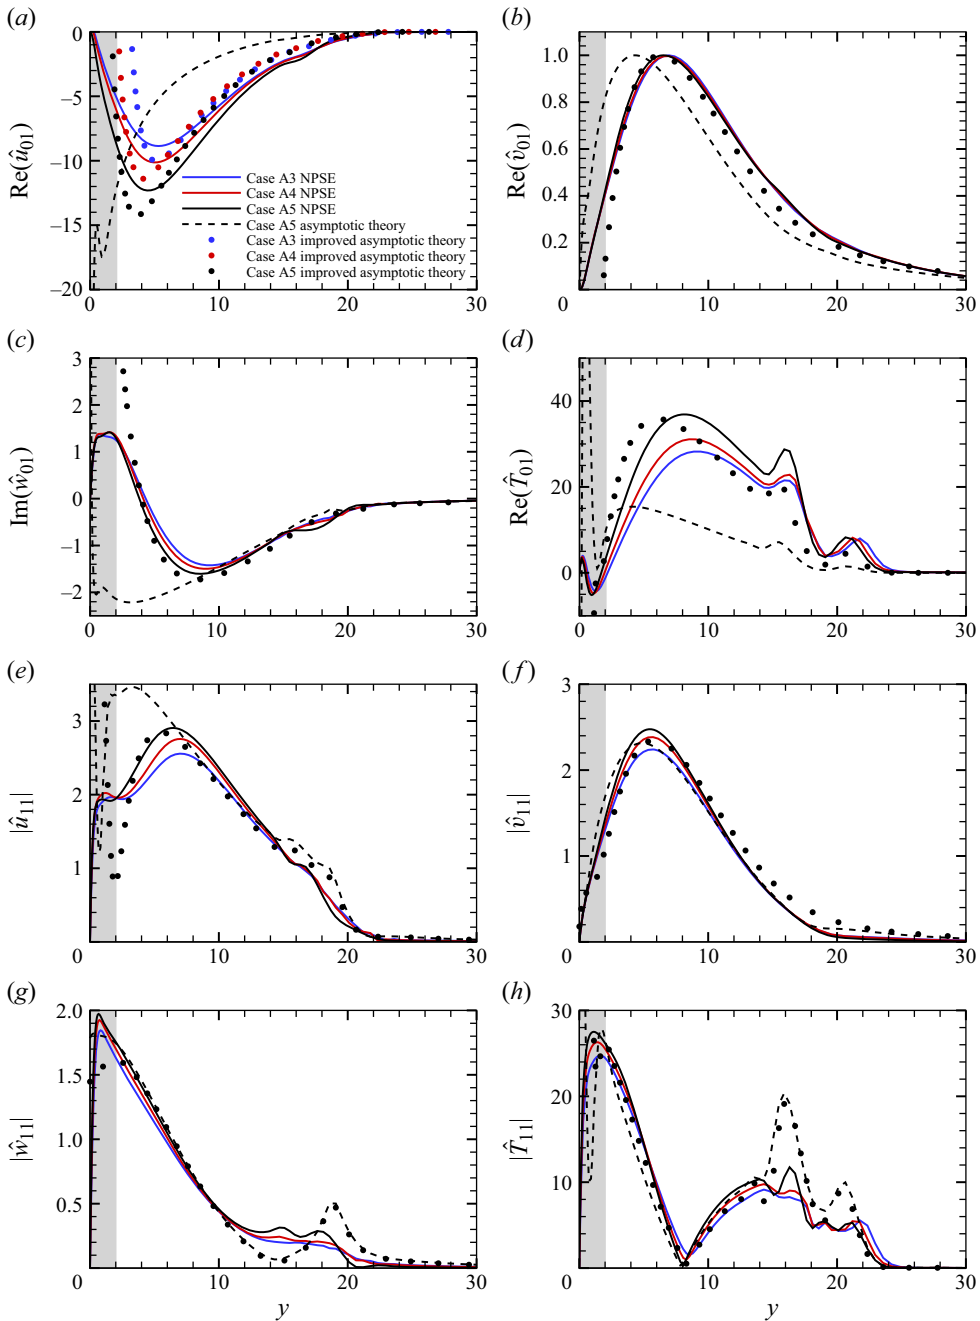 (a)
(b)
0
−5
−10
−15
−20
Re(û₀₁)
Case A3 NPSE
Case A4 NPSE
Case A5 NPSE
Case A5 asymptotic theory
Case A3 improved asymptotic theory
Case A4 improved asymptotic theory
Case A5 improved asymptotic theory
0 10 20 30
1.0
0.8
0.6
0.4
0.2
Re(v̂₀₁)
0 10 20 30
(c)
(d)
3
2
1
0
−1
−2
Im(ŵ₀₁)
0 10 20 30
40
20
0
Re(T̂₀₁)
0 10 20 30
(e)
(f)
3
2
1
|û₁₁|
0 10 20 30
3
2
1
0
|v̂₁₁|
0 10 20 30
(g)
(h)
2.0
1.5
1.0
0.5
|ŵ₁₁|
0 10 20 30
y
30
20
10
0
|T̂₁₁|
0 10 20 30
y